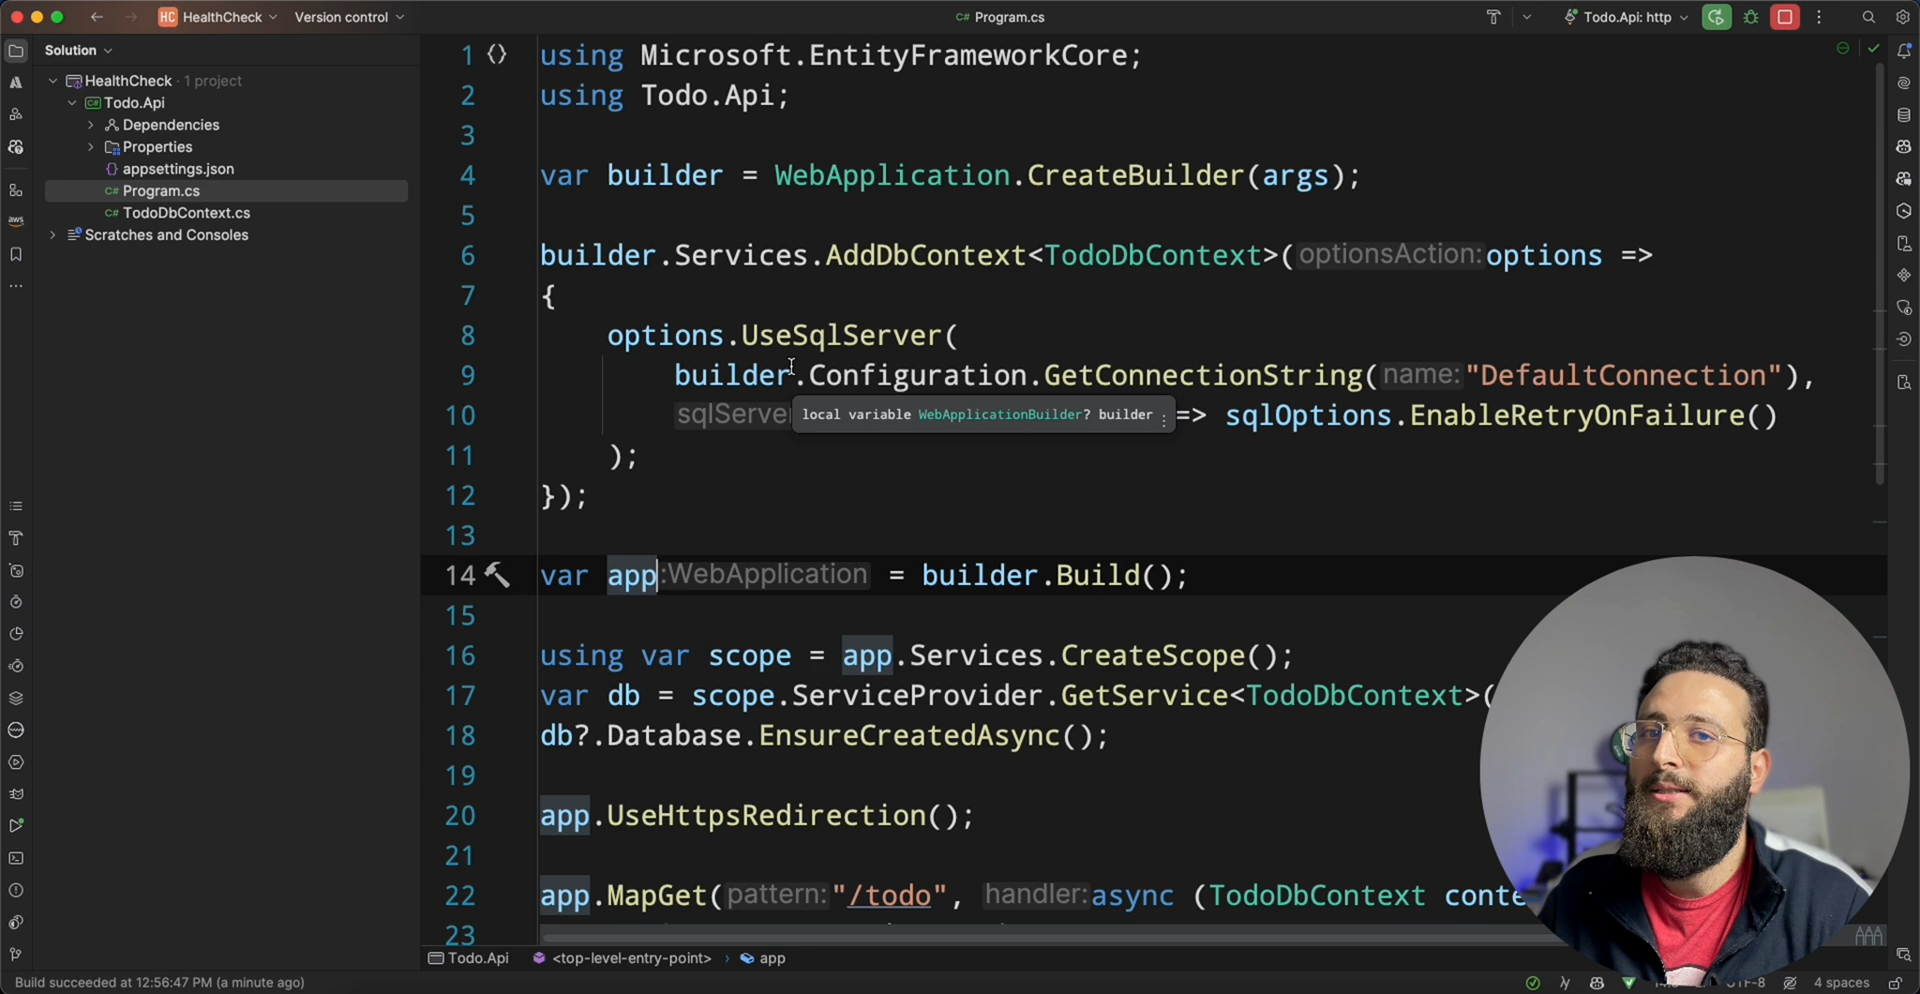 HC HealthCheck Version control
C# Program.cs
Todo.Api: http
Solution
HealthCheck · 1 project
C# Todo.Api
Dependencies
Properties
{} appsettings.json
C# Program.cs
C# TodoDbContext.cs
Scratches and Consoles
aws
1 using Microsoft.EntityFrameworkCore;
2 using Todo.Api;
3
4 var builder = WebApplication.CreateBuilder(args);
5
6 builder.Services.AddDbContext<TodoDbContext>(optionsAction: options =>
7 {
8 options.UseSqlServer(
9 builder.Configuration.GetConnectionString(name: "DefaultConnection"),
10 sqlServer => sqlOptions.EnableRetryOnFailure()
local variable WebApplicationBuilder? builder
11 );
12 });
13
14 var app :WebApplication = builder.Build();
15
16 using var scope = app.Services.CreateScope();
17 var db = scope.ServiceProvider.GetService<TodoDbContext>(
18 db?.Database.EnsureCreatedAsync();
19
20 app.UseHttpsRedirection();
21
22 app.MapGet(pattern: "/todo", handler: async (TodoDbContext conte
23
Todo.Api <top-level-entry-point> › app
Build succeeded at 12:56:47 PM (a minute ago)
UTF-8 4 spaces